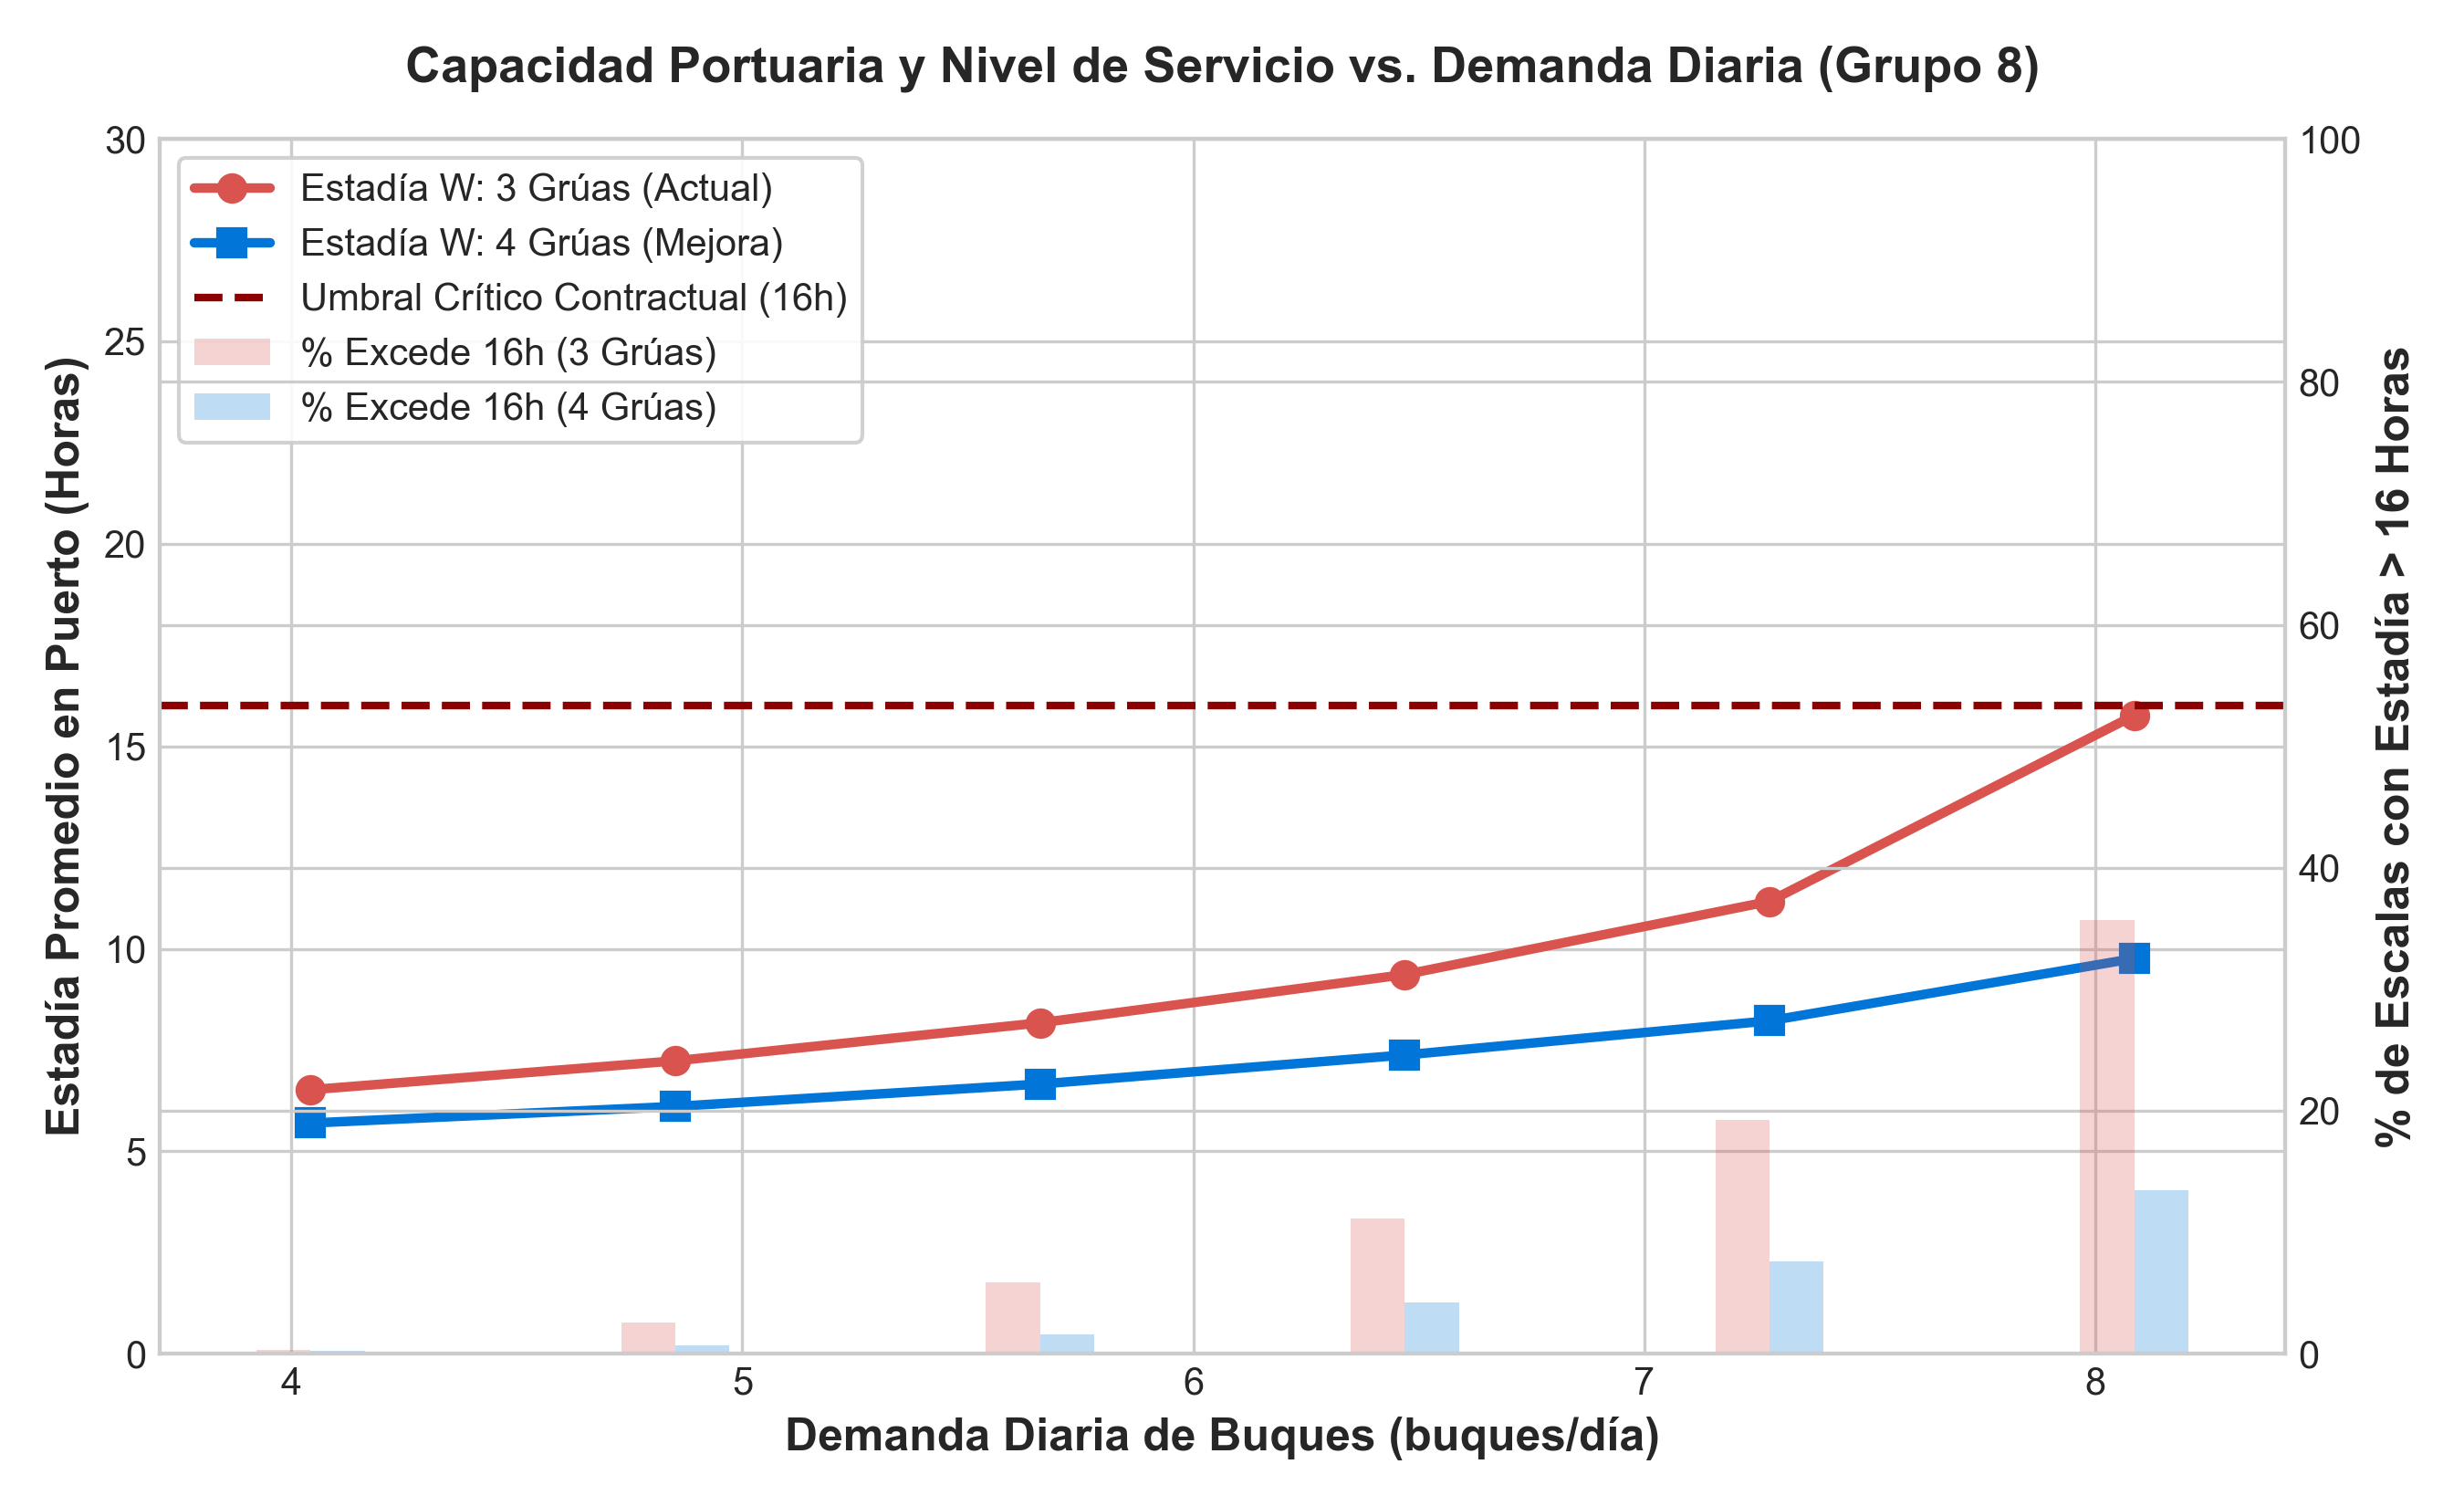 Capacidad Portuaria y Nivel de Servicio vs. Demanda Diaria (Grupo 8)
Estadía W: 3 Grúas (Actual)
Estadía W: 4 Grúas (Mejora)
Umbral Crítico Contractual (16h)
% Excede 16h (3 Grúas)
% Excede 16h (4 Grúas)
Estadía Promedio en Puerto (Horas)
30
25
20
15
10
5
0
100
80
60
40
20
0
% de Escalas con Estadía > 16 Horas
4 5 6 7 8
Demanda Diaria de Buques (buques/día)